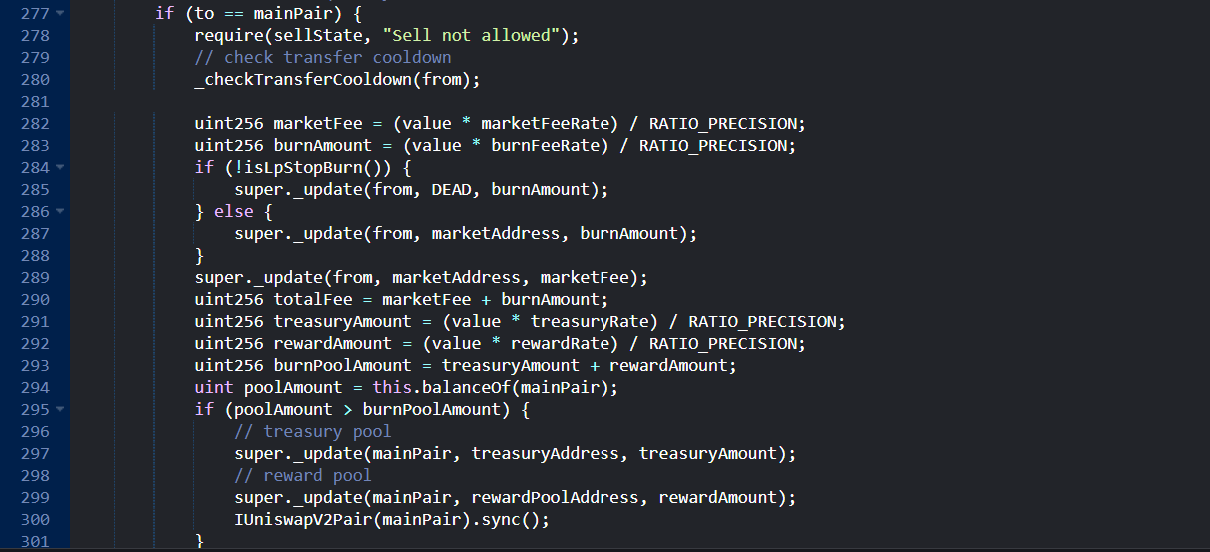 277 if (to == mainPair) {
278 require(sellState, "Sell not allowed");
279 // check transfer cooldown
280 _checkTransferCooldown(from);
281
282 uint256 marketFee = (value * marketFeeRate) / RATIO_PRECISION;
283 uint256 burnAmount = (value * burnFeeRate) / RATIO_PRECISION;
284 if (!isLpStopBurn()) {
285 super._update(from, DEAD, burnAmount);
286 } else {
287 super._update(from, marketAddress, burnAmount);
288 }
289 super._update(from, marketAddress, marketFee);
290 uint256 totalFee = marketFee + burnAmount;
291 uint256 treasuryAmount = (value * treasuryRate) / RATIO_PRECISION;
292 uint256 rewardAmount = (value * rewardRate) / RATIO_PRECISION;
293 uint256 burnPoolAmount = treasuryAmount + rewardAmount;
294 uint poolAmount = this.balanceOf(mainPair);
295 if (poolAmount > burnPoolAmount) {
296 // treasury pool
297 super._update(mainPair, treasuryAddress, treasuryAmount);
298 // reward pool
299 super._update(mainPair, rewardPoolAddress, rewardAmount);
300 IUniswapV2Pair(mainPair).sync();
301 }